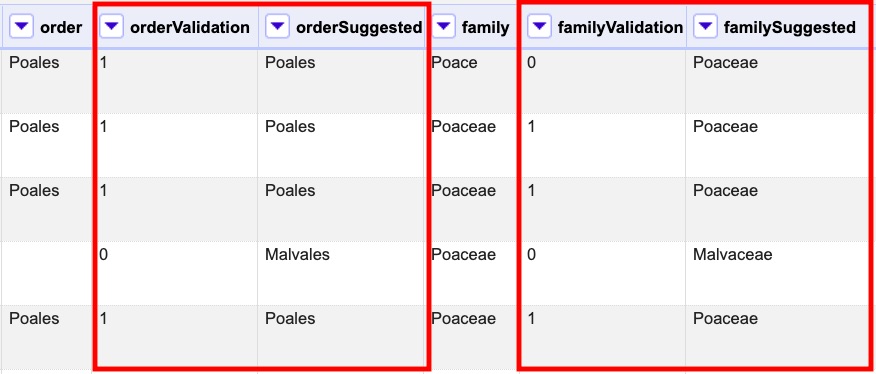 order orderValidation orderSuggested family familyValidation familySuggested
Poales 1 Poales Poace 0 Poaceae
Poales 1 Poales Poaceae 1 Poaceae
Poales 1 Poales Poaceae 1 Poaceae
0 Malvales Poaceae 0 Malvaceae
Poales 1 Poales Poaceae 1 Poaceae